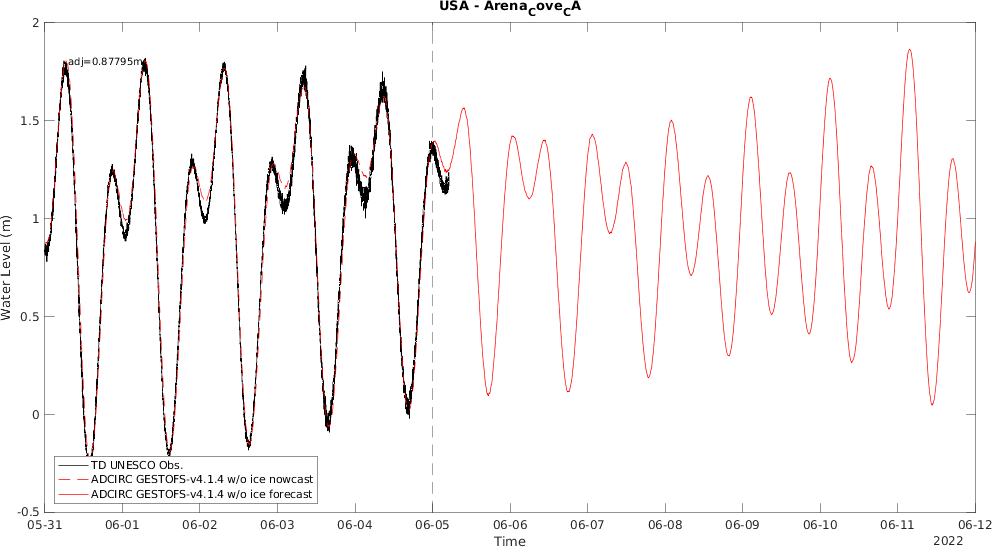 USA - ArenaCoveCA
adj=0.87795m
2
1.5
1
0.5
0
-0.5
Water Level (m)
TD UNESCO Obs.
ADCIRC GESTOFS-v4.1.4 w/o ice nowcast
ADCIRC GESTOFS-v4.1.4 w/o ice forecast
05-31 06-01 06-02 06-03 06-04 06-05 06-06 06-07 06-08 06-09 06-10 06-11 06-12
Time
2022